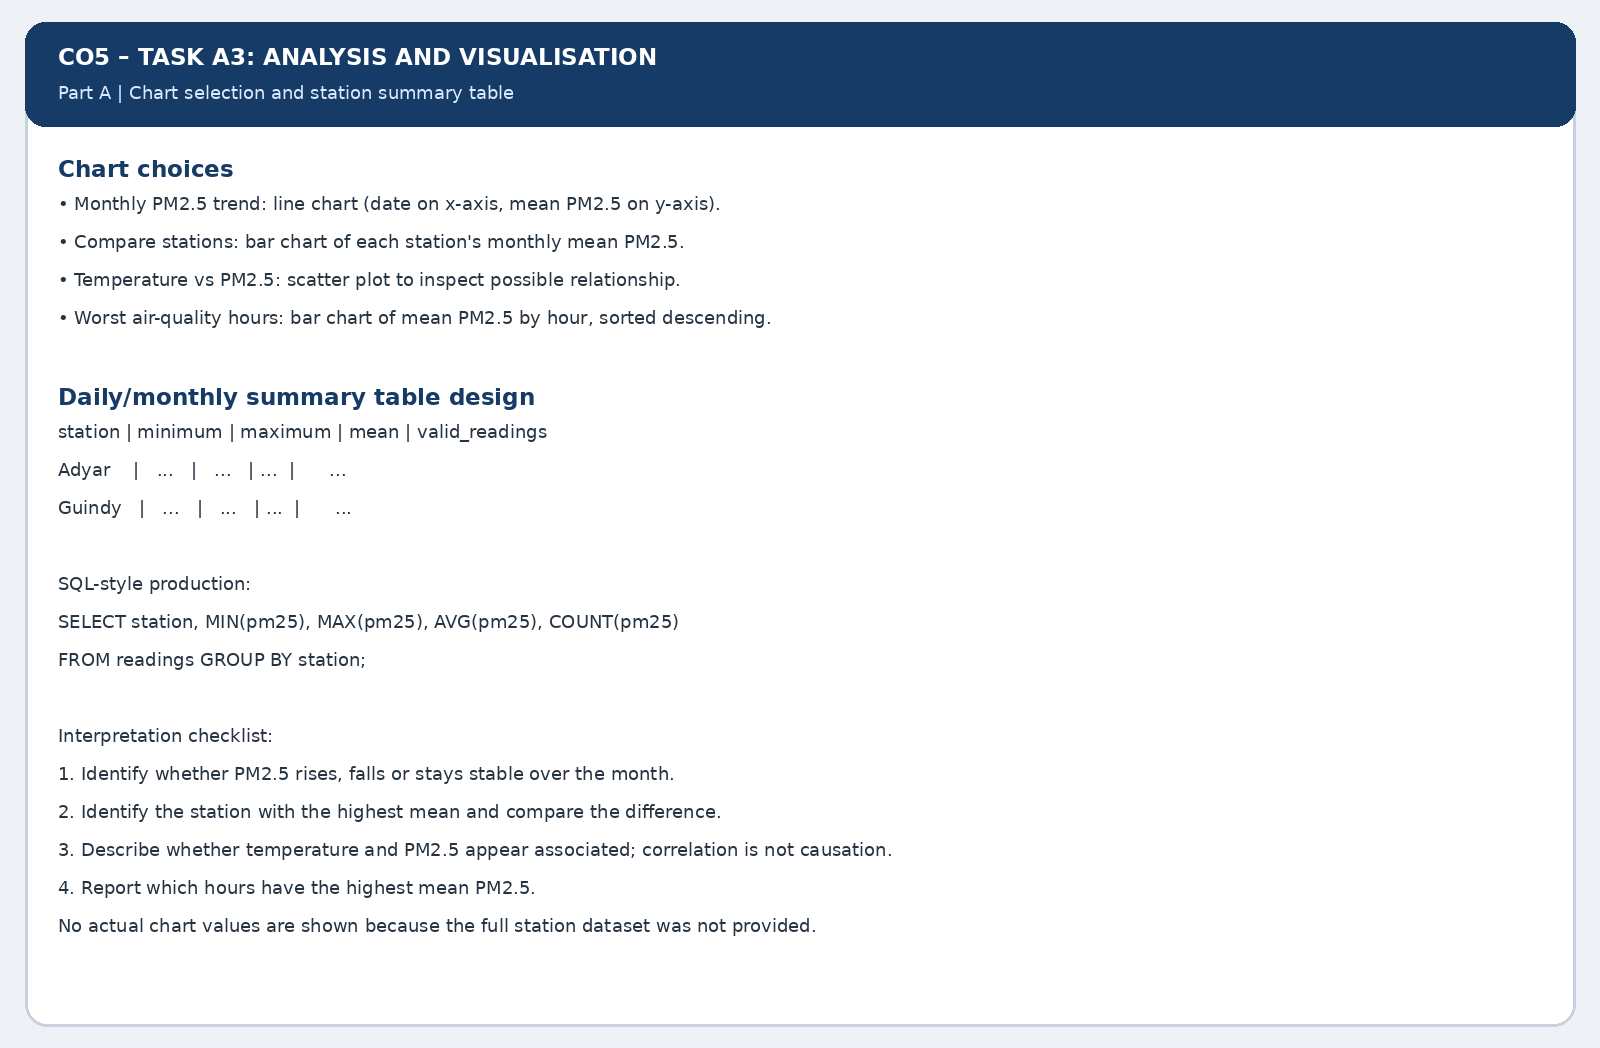 CO5 – TASK A3: ANALYSIS AND VISUALISATION
Part A | Chart selection and station summary table
Chart choices
• Monthly PM2.5 trend: line chart (date on x-axis, mean PM2.5 on y-axis).
• Compare stations: bar chart of each station's monthly mean PM2.5.
• Temperature vs PM2.5: scatter plot to inspect possible relationship.
• Worst air-quality hours: bar chart of mean PM2.5 by hour, sorted descending.
Daily/monthly summary table design
station | minimum | maximum | mean | valid_readings
Adyar | ... | ... | ... | ...
Guindy | ... | ... | ... | ...
SQL-style production:
SELECT station, MIN(pm25), MAX(pm25), AVG(pm25), COUNT(pm25)
FROM readings GROUP BY station;
Interpretation checklist:
1. Identify whether PM2.5 rises, falls or stays stable over the month.
2. Identify the station with the highest mean and compare the difference.
3. Describe whether temperature and PM2.5 appear associated; correlation is not causation.
4. Report which hours have the highest mean PM2.5.
No actual chart values are shown because the full station dataset was not provided.